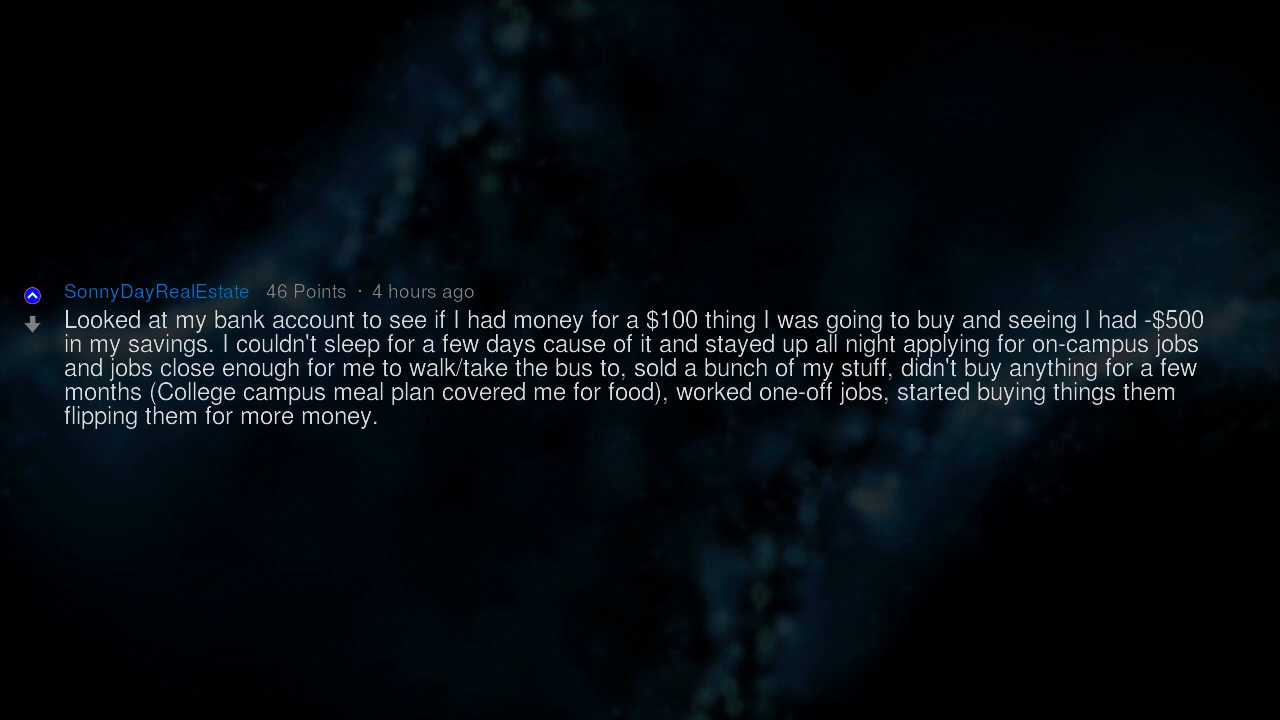 SonnyDayRealEstate 46 Points · 4 hours ago
Looked at my bank account to see if I had money for a $100 thing I was going to buy and seeing I had -$500
in my savings. I couldn't sleep for a few days cause of it and stayed up all night applying for on-campus jobs
and jobs close enough for me to walk/take the bus to, sold a bunch of my stuff, didn't buy anything for a few
months (College campus meal plan covered me for food), worked one-off jobs, started buying things them
flipping them for more money.